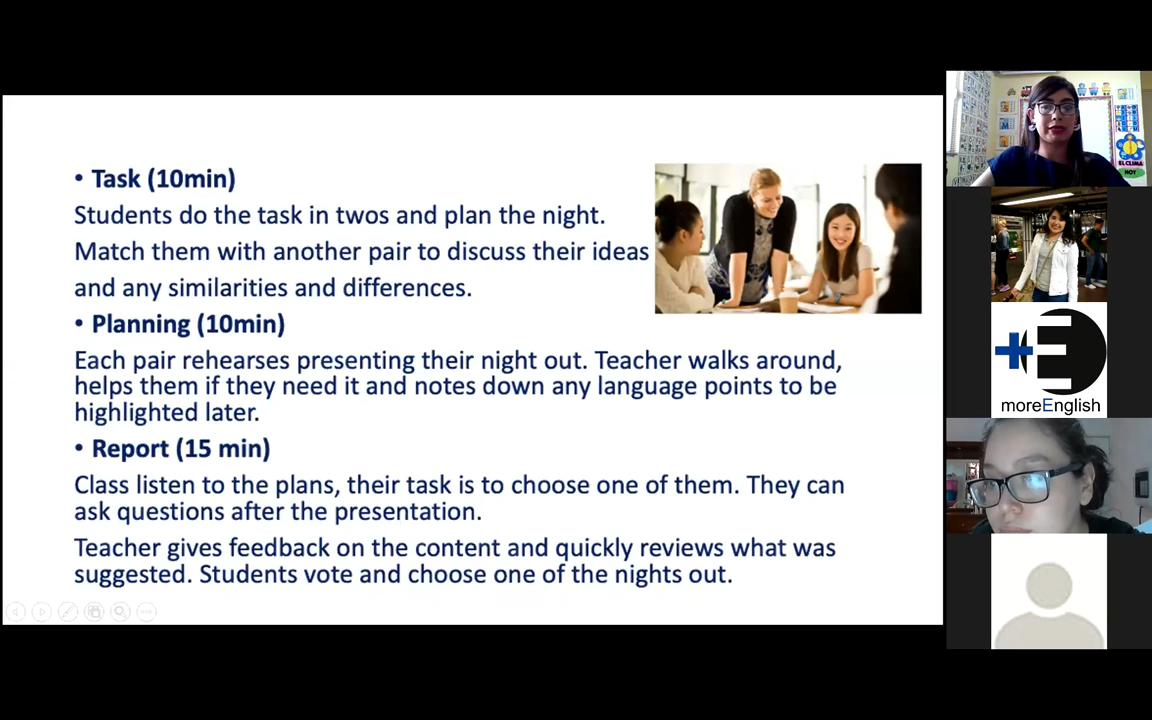 • Task (10min)
Students do the task in twos and plan the night.
Match them with another pair to discuss their ideas
and any similarities and differences.
• Planning (10min)
Each pair rehearses presenting their night out. Teacher walks around,
helps them if they need it and notes down any language points to be
highlighted later.
• Report (15 min)
Class listen to the plans, their task is to choose one of them. They can
ask questions after the presentation.
Teacher gives feedback on the content and quickly reviews what was
suggested. Students vote and choose one of the nights out.
EL CLIMA
HOY
+E
moreEnglish